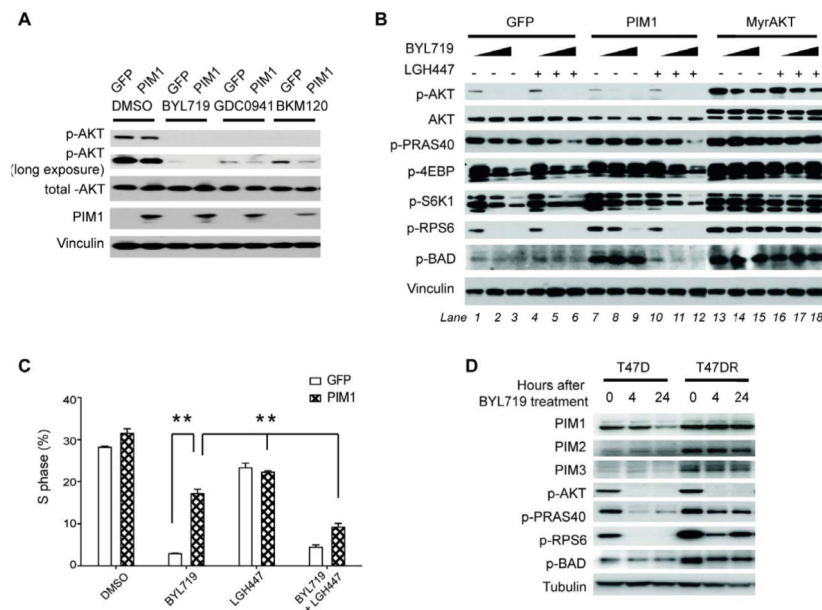 A
GFP PIM1 GFP PIM1 GFP PIM1 GFP PIM1
DMSO BYL719 GDC0941 BKM120
p-AKT
p-AKT
(long exposure)
total -AKT
PIM1
Vinculin
B
GFP PIM1 MyrAKT
BYL719
LGH447 - - - + + + - - - + + + - - - + + +
p-AKT
AKT
p-PRAS40
p-4EBP
p-S6K1
p-RPS6
p-BAD
Vinculin
Lane 1 2 3 4 5 6 7 8 9 10 11 12 13 14 15 16 17 18
C
GFP
PIM1
** **
S phase (%)
40
30
20
10
0
DMSO
BYL719
LGH447
BYL719
+ LGH447
D
T47D T47DR
Hours after
BYL719 treatment
0 4 24 0 4 24
PIM1
PIM2
PIM3
p-AKT
p-PRAS40
p-RPS6
p-BAD
Tubulin